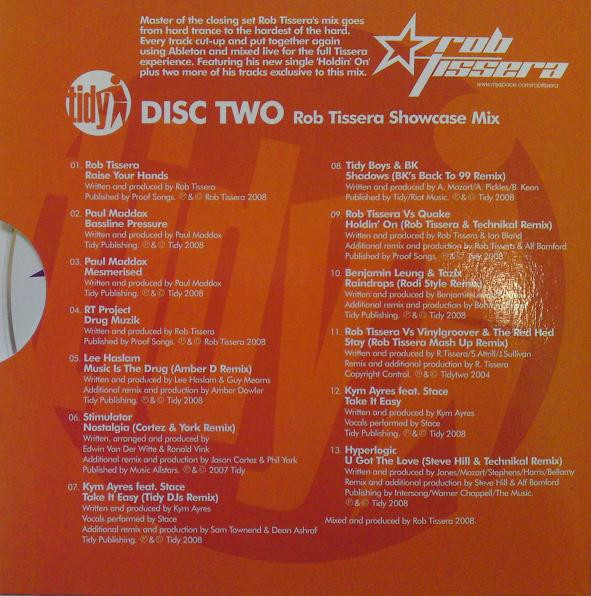 Master of the closing set Rob Tissera's mix goes
from hard trance to the hardest of the hard.
Every track cut-up and put together again
using Ableton and mixed live for the full Tissera
experience. Featuring his new single 'Holdin' On'
plus two more of his tracks exclusive to this mix.
rob
tissera
www.myspace.com/robtissera
tidy
DISC TWO Rob Tissera Showcase Mix
01. Rob Tissera
Raise Your Hands
Written and produced by Rob Tissera
Published by Proof Songs. ℗ & © Rob Tissera 2008
02. Paul Maddox
Bassline Pressure
Written and produced by Paul Maddox
Tidy Publishing. ℗ & © Tidy 2008
03. Paul Maddox
Mesmerised
Written and produced by Paul Maddox
Tidy Publishing. ℗ & © Tidy 2008
04. RT Project
Drug Muzik
Written and produced by Rob Tissera
Published by Proof Songs. ℗ & © Rob Tissera 2008
05. Lee Haslam
Music Is The Drug (Amber D Remix)
Written and produced by Lee Haslam & Guy Mearns
Additional remix and production by Amber Dowler
Tidy Publishing. ℗ & © Tidy 2008
06. Stimulator
Nostalgia (Cortez & York Remix)
Written, arranged and produced by
Edwin Van Der Witte & Ronald Vink
Additional remix and production by Jason Cortez & Phil York
Published by Music Allstars. ℗ & © 2007 Tidy
07. Kym Ayres feat. Stace
Take It Easy (Tidy DJs Remix)
Written and produced by Kym Ayres
Vocals performed by Stace
Additional remix and production by Sam Townend & Dean Ashraf
Tidy Publishing. ℗ & © Tidy 2008
08. Tidy Boys & BK
Shadows (BK's Back To 99 Remix)
Written and produced by A. Mozart/A. Pickles/B. Keen
Published by Tidy/Riot Music. ℗ & © Tidy 2008
09. Rob Tissera Vs Quake
Holdin' On (Rob Tissera & Technikal Remix)
Written and produced by Rob Tissera & Ion Bland
Additional remix and production by Rob Tissera & Alf Bamford
Published by Proof Songs. ℗ & © Tidy 2008
10. Benjamin Leung & Tazix
Raindrops (Rodi Style Remix)
Written and produced by Benjamin Leung
Additional remix and production by
Tidy Publishing. ℗ & © Tidy 2008
11. Rob Tissera Vs Vinylgroover & The Red Hed
Stay (Rob Tissera Mash Up Remix)
Written and produced by R.Tissera/S.Attrill/J.Sullivan
Remix and additional production by R. Tissera
Copyright Control. ℗ & © Tidytwo 2004
12. Kym Ayres feat. Stace
Take It Easy
Written and produced by Kym Ayres
Vocals performed by Stace
Tidy Publishing. ℗ & © Tidy 2008
13. Hyperlogic
U Got The Love (Steve Hill & Technikal Remix)
Written and produced by Janes/Mozart/Stephens/Harris/Bellamy
Remix and additional production by Steve Hill & Alf Bamford
Publishing by Intersong/Warner Chappell/The Music.
℗ & © Tidy 2008
Mixed and produced by Rob Tissera 2008.